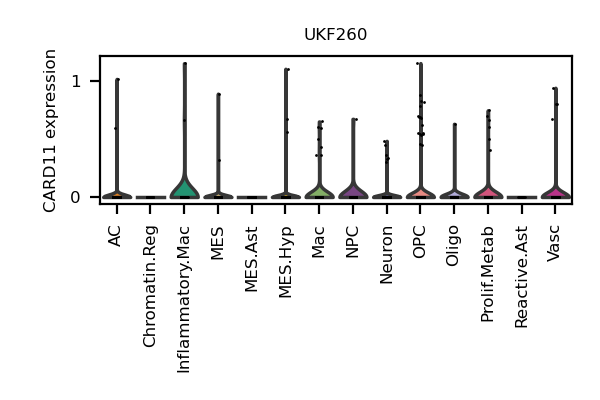 UKF260
CARD11 expression
1
0
AC
Chromatin.Reg
Inflammatory.Mac
MES
MES.Ast
MES.Hyp
Mac
NPC
Neuron
OPC
Oligo
Prolif.Metab
Reactive.Ast
Vasc